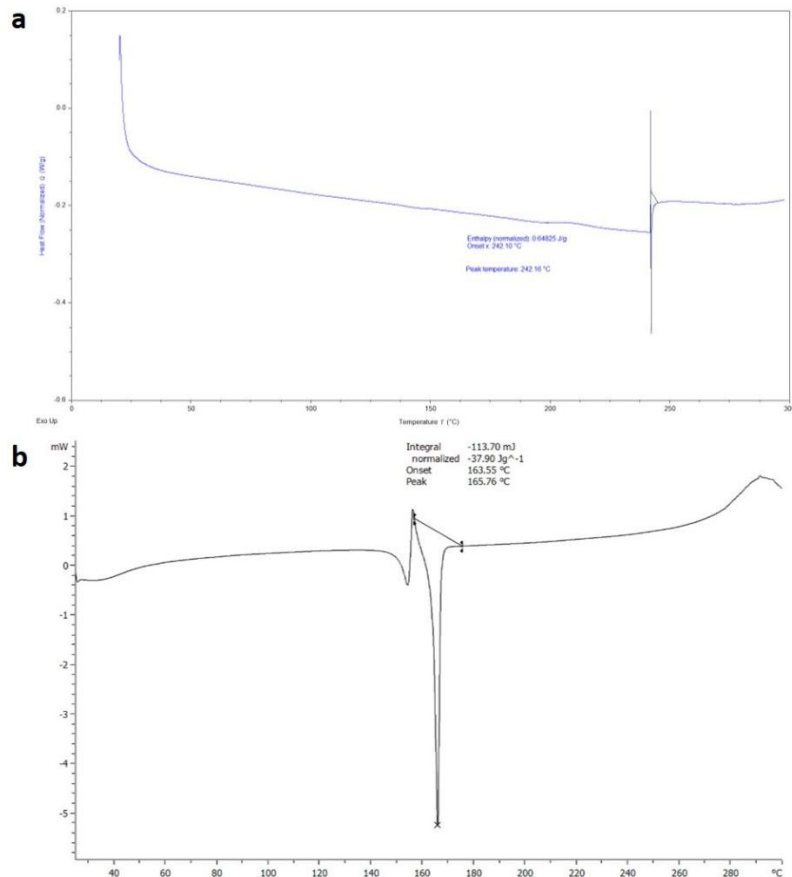 a
0.2
0.0
-0.2
-0.4
-0.6
Heat Flow (Normalized) Q (W/g)
Enthalpy (normalized): 0.64825 J/g
Onset x: 242.10 °C
Peak temperature: 242.16 °C
0
50
100
150
200
250
30
Exo Up
Temperature T (°C)
b
mW
2
1
0
-1
-2
-3
-4
-5
Integral -113.70 mJ
normalized -37.90 Jg^-1
Onset 163.55 °C
Peak 165.76 °C
40 60 80 100 120 140 160 180 200 220 240 260 280 °C